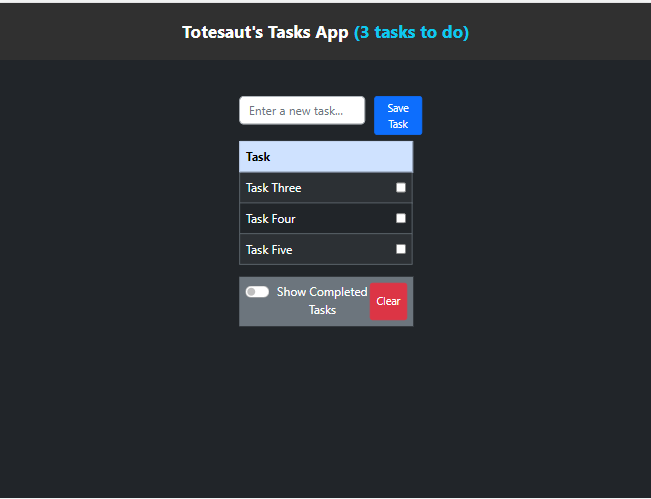 Totesaut's Tasks App (3 tasks to do)
Enter a new task...
Save
Task
Task
Task Three
Task Four
Task Five
Show Completed
Tasks
Clear